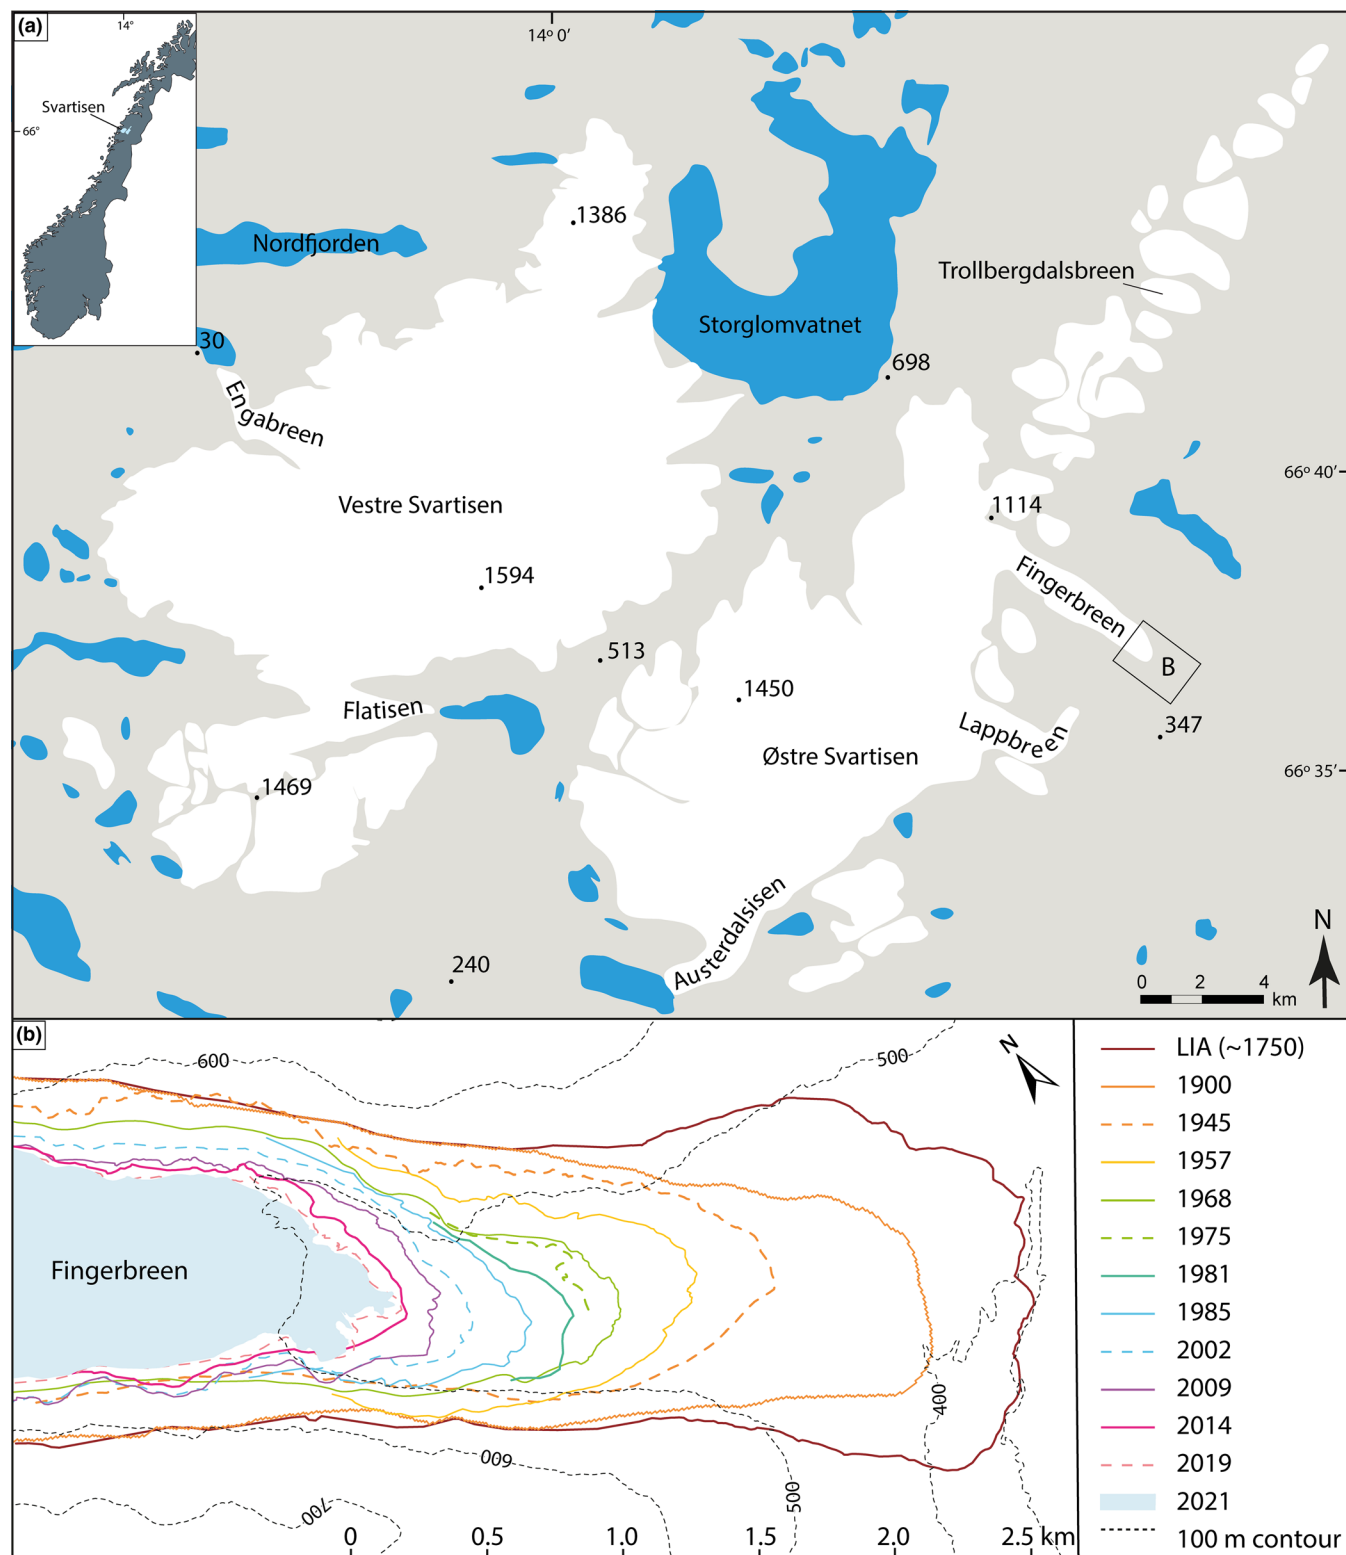 (a)
14°
Svartisen
66°
14° 0′
1386
Nordfjorden
Trollbergdalsbreen
Storglomvatnet
30
698
Engabreen
66° 40′
Vestre Svartisen
1114
1594
Fingerbreen
513
B
1450
Flatisen
Lappbreen
347
Østre Svartisen
66° 35′
1469
Austerdalsisen
N
240
0 2 4
km
(b)
600
500
N
Fingerbreen
400
600
500
700
0 0.5 1.0 1.5 2.0 2.5 km
LIA (~1750)
1900
1945
1957
1968
1975
1981
1985
2002
2009
2014
2019
2021
100 m contour